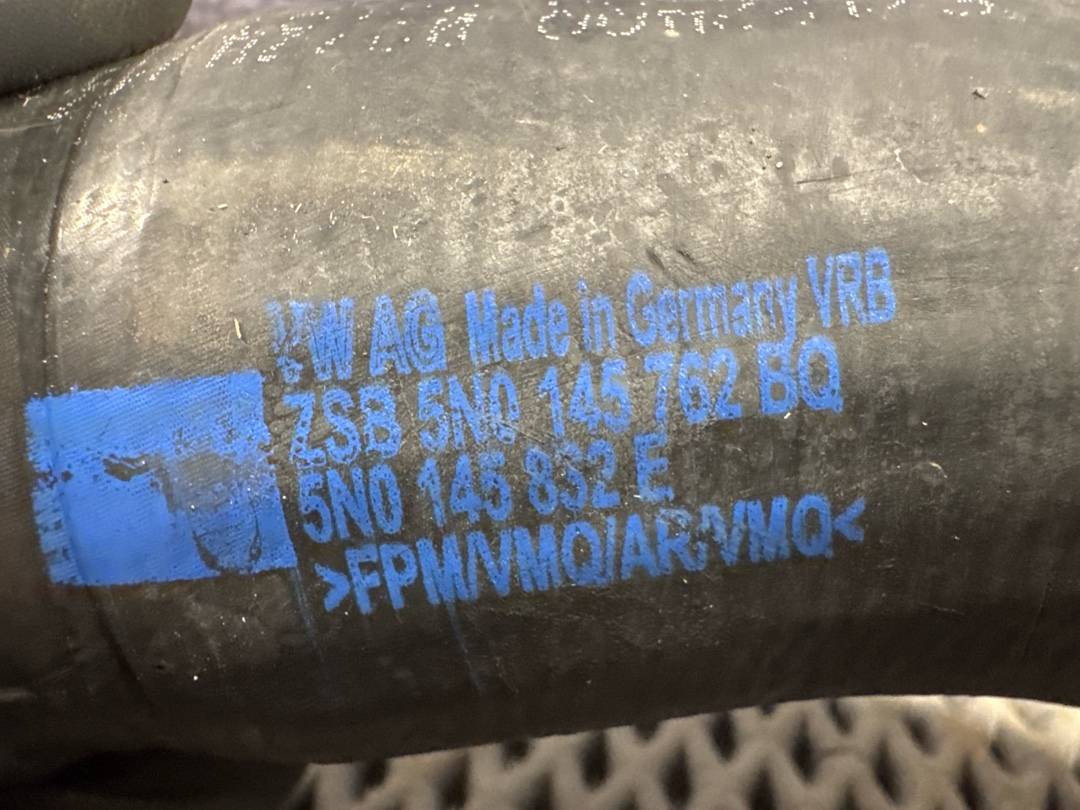 VW AG Made in Germany VRB
ZSB 5N0 145 762 BQ
5N0 145 832 E
>FPM/VMQ/AR/VMQ<